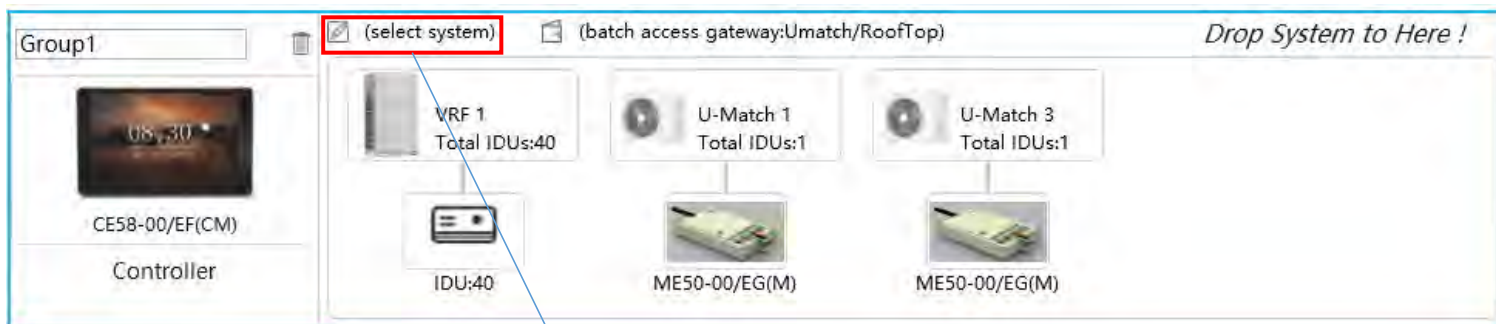 Group1
(select system)
(batch access gateway:Umatch/RoofTop)
Drop System to Here !
08:30
CE58-00/EF(CM)
Controller
VRF 1
Total IDUs:40
IDU:40
U-Match 1
Total IDUs:1
ME50-00/EG(M)
U-Match 3
Total IDUs:1
ME50-00/EG(M)